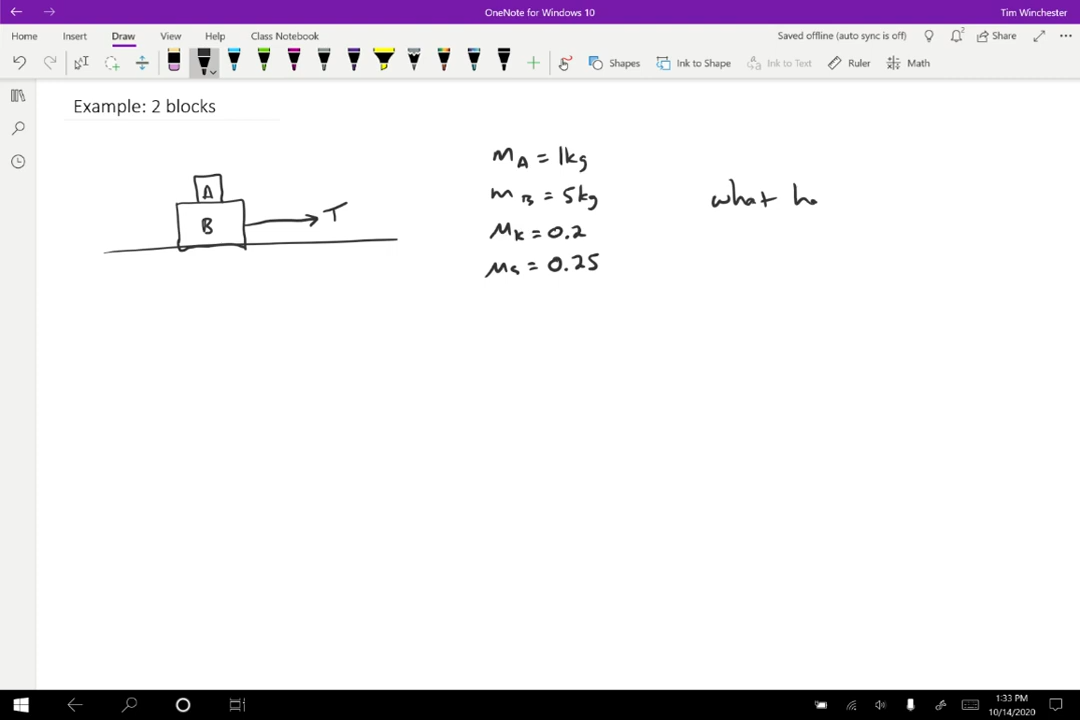 OneNote for Windows 10
Tim Winchester
Home Insert Draw View Help Class Notebook
Saved offline (auto sync is off) Share
Shapes Ink to Shape Ink to Text Ruler Math
Example: 2 blocks
A
B
T
mA = 1kg
mB = 5kg
μk = 0.2
μs = 0.25
what ha
1:33 PM
10/14/2020